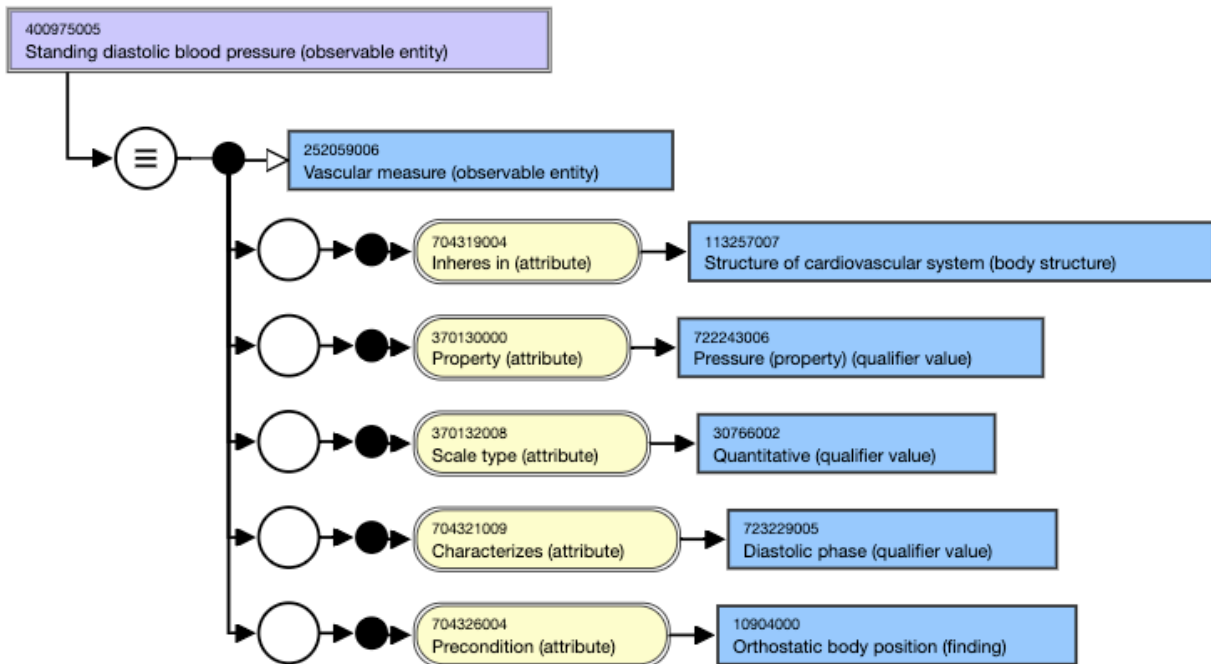 400975005
Standing diastolic blood pressure (observable entity)
252059006
Vascular measure (observable entity)
704319004
Inheres in (attribute)
113257007
Structure of cardiovascular system (body structure)
370130000
Property (attribute)
722243006
Pressure (property) (qualifier value)
370132008
Scale type (attribute)
30766002
Quantitative (qualifier value)
704321009
Characterizes (attribute)
723229005
Diastolic phase (qualifier value)
704326004
Precondition (attribute)
10904000
Orthostatic body position (finding)